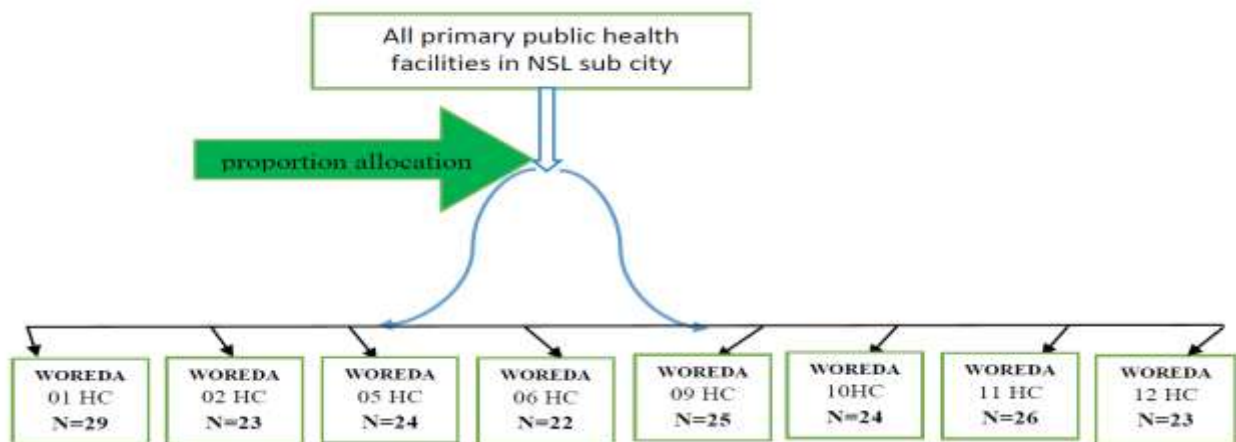 All primary public health
facilities in NSL sub city
proportion allocation
WOREDA
01 HC
N=29
WOREDA
02 HC
N=23
WOREDA
05 HC
N=24
WOREDA
06 HC
N=22
WOREDA
09 HC
N=25
WOREDA
10HC
N=24
WOREDA
11 HC
N=26
WOREDA
12 HC
N=23